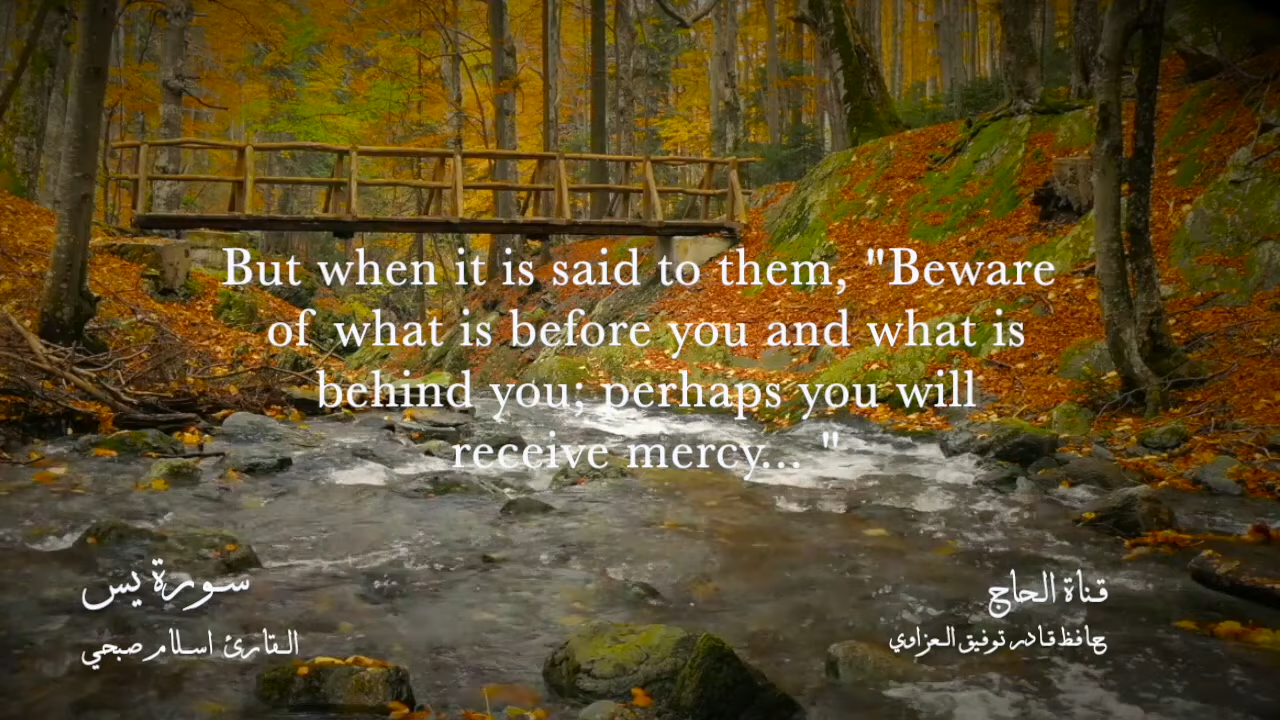 But when it is said to them, "Beware
of what is before you and what is
behind you; perhaps you will
receive mercy... "
سورة يس
القارئ اسلام صبحي
قناة الحاج
حافظ قادر توفيق العزاوي